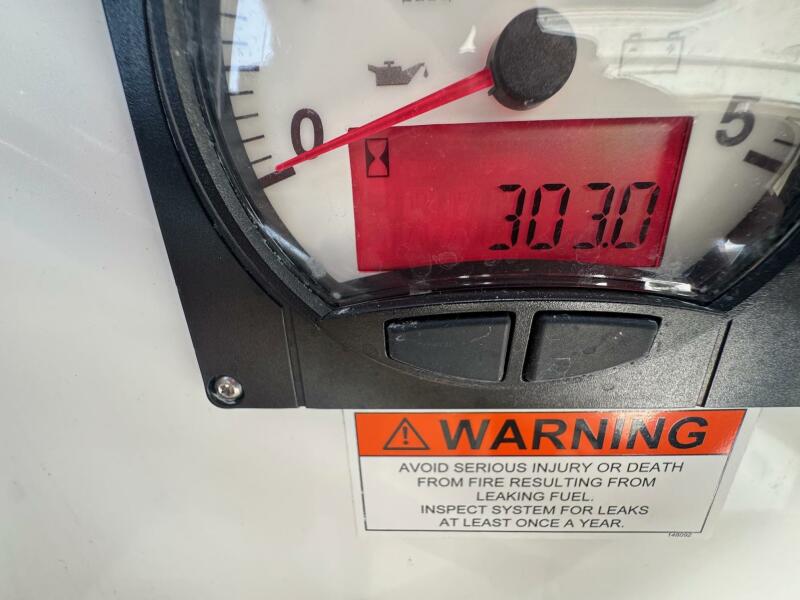 0
5
303.0
WARNING
AVOID SERIOUS INJURY OR DEATH
FROM FIRE RESULTING FROM
LEAKING FUEL.
INSPECT SYSTEM FOR LEAKS
AT LEAST ONCE A YEAR.
148092